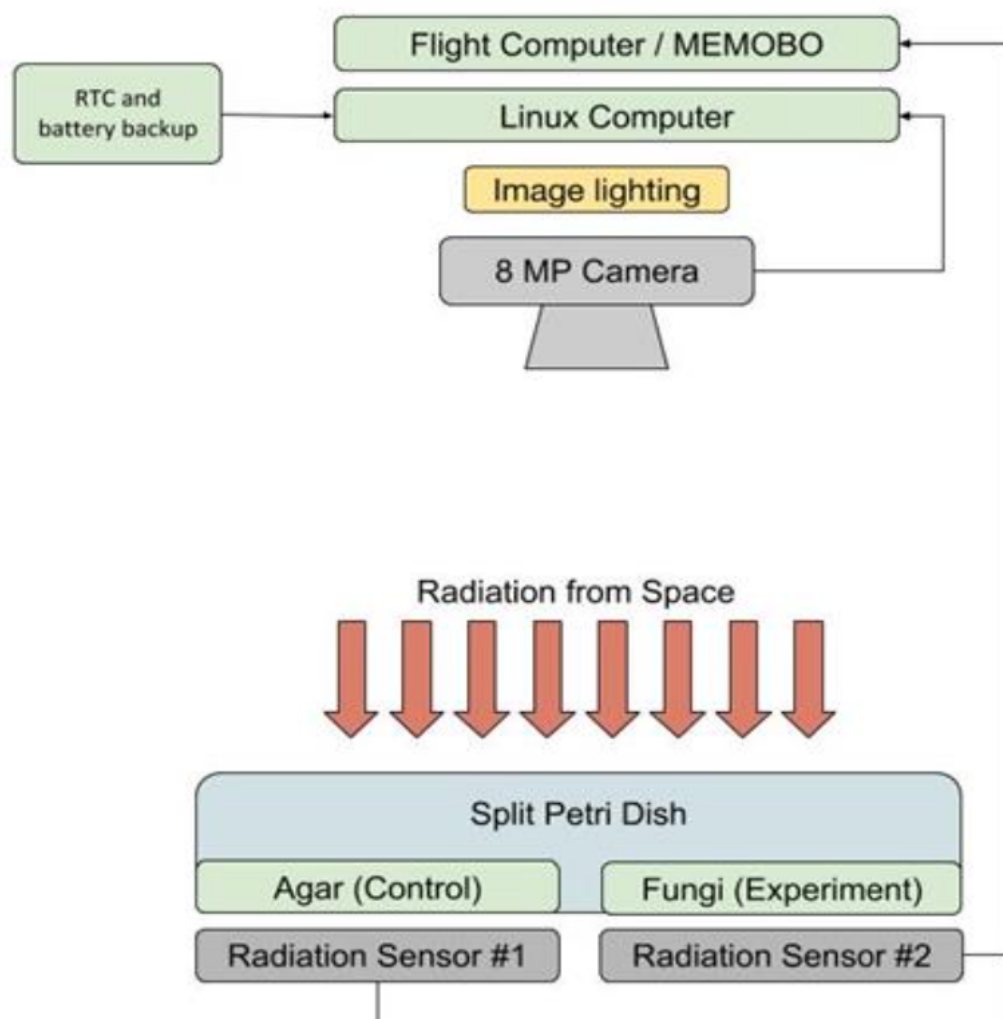 Flight Computer / MEMOBO
RTC and
battery backup
Linux Computer
Image lighting
8 MP Camera
Radiation from Space
Split Petri Dish
Agar (Control)
Fungi (Experiment)
Radiation Sensor #1
Radiation Sensor #2